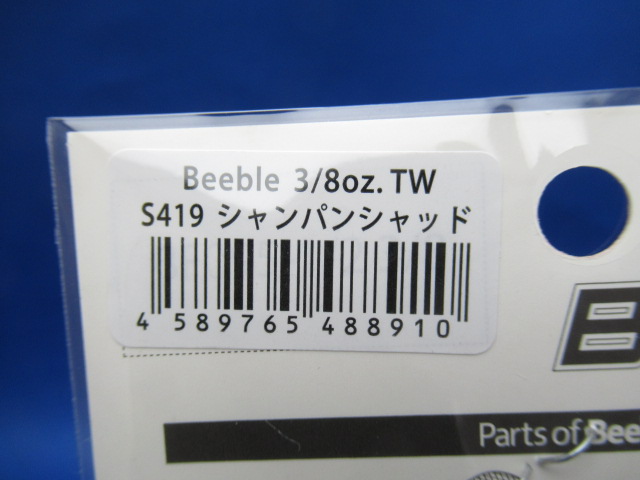 Beeble 3/8oz. TW
S419 シャンパンシャッド
4 589765 488910
B
Parts of Bee